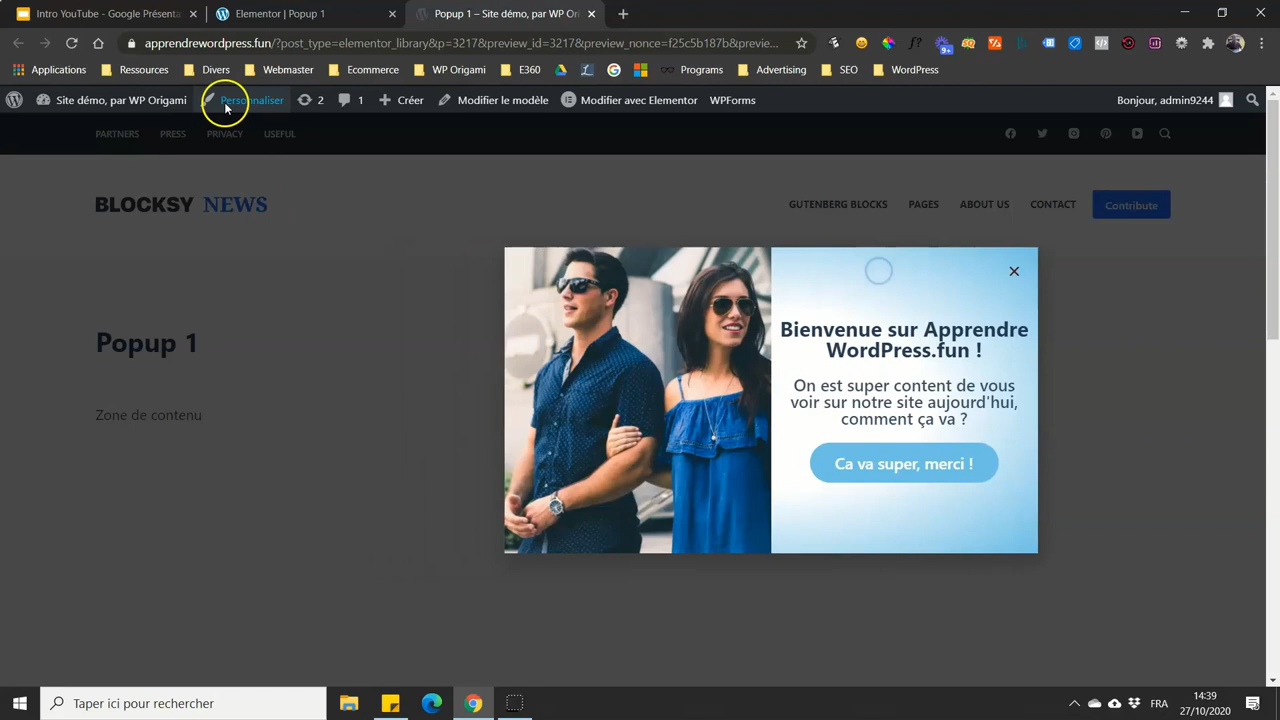 Intro YouTube - Google Présenta
Elementor | Popup 1
Popup 1 – Site démo, par WP Ori
apprendrewordpress.fun/?post_type=elementor_library&p=3217&preview_id=3217&preview_nonce=f25c5b187b&preview...
9+
Applications Ressources Divers Webmaster Ecommerce WP Origami E360 Programs Advertising SEO WordPress
Site démo, par WP Origami Personnaliser 2 1 Créer Modifier le modèle Modifier avec Elementor WPForms Bonjour, admin9244
PARTNERS PRESS PRIVACY USEFUL
BLOCKSY NEWS GUTENBERG BLOCKS PAGES ABOUT US CONTACT Contribute
Popup 1
Zone de contenu
Bienvenue sur Apprendre
WordPress.fun !
On est super content de vous
voir sur notre site aujourd'hui,
comment ça va ?
Ca va super, merci !
Taper ici pour rechercher
FRA
14:39
27/10/2020